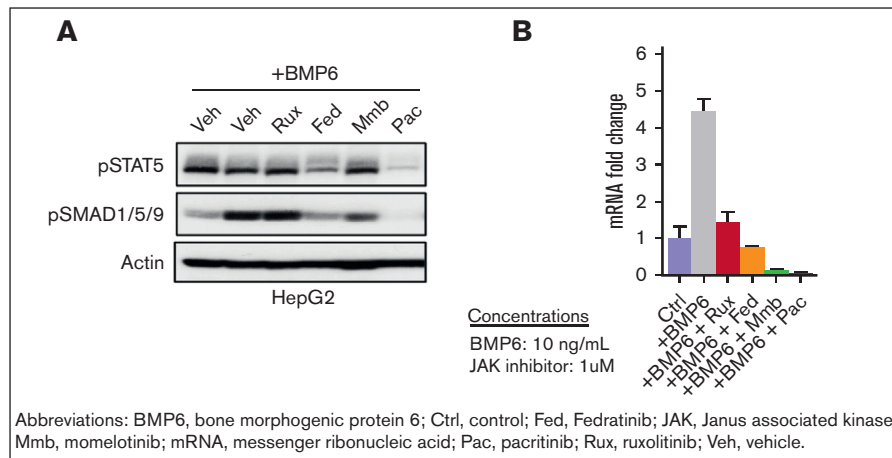 A
+BMP6
Veh Veh Rux Fed Mmb Pac
pSTAT5
pSMAD1/5/9
Actin
HepG2
B
mRNA fold change
6
5
4
3
2
1
0
Ctrl
+BMP6
+BMP6 + Rux
+BMP6 + Fed
+BMP6 + Mmb
+BMP6 + Pac
Concentrations
BMP6: 10 ng/mL
JAK inhibitor: 1uM
Abbreviations: BMP6, bone morphogenic protein 6; Ctrl, control; Fed, Fedratinib; JAK, Janus associated kinase
Mmb, momelotinib; mRNA, messenger ribonucleic acid; Pac, pacritinib; Rux, ruxolitinib; Veh, vehicle.